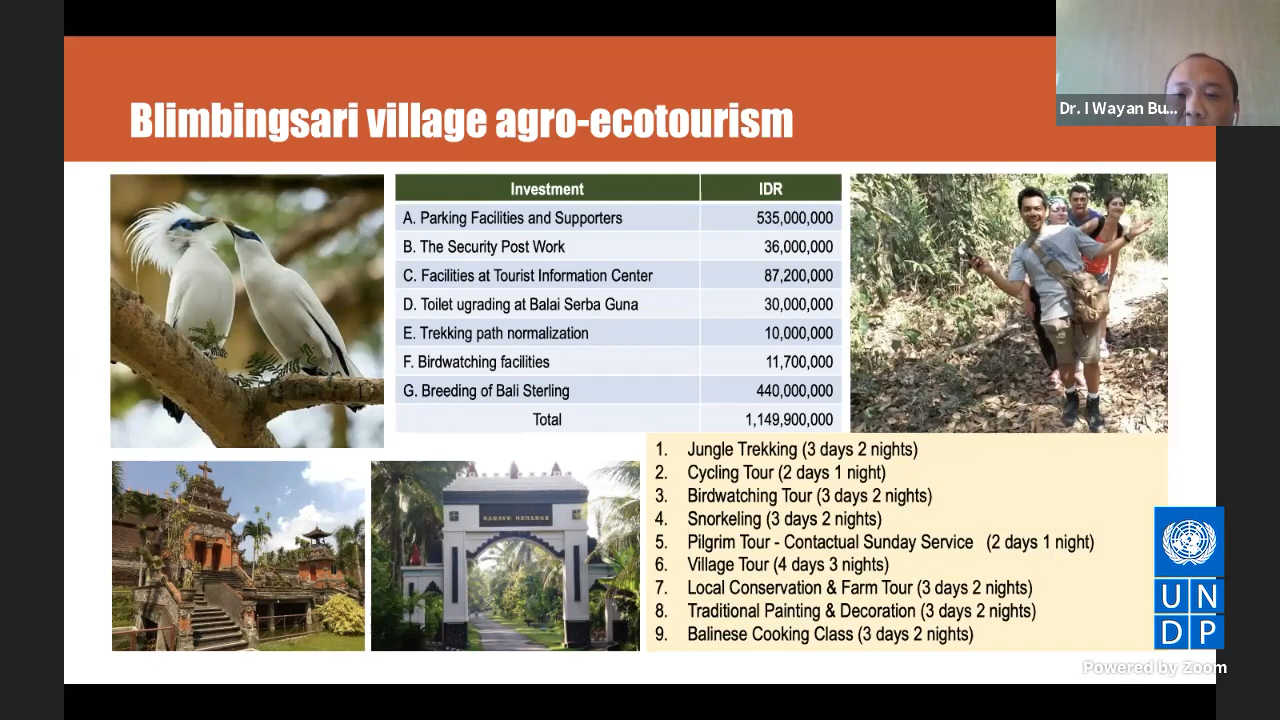 Dr. I Wayan Bu...
Blimbingsari village agro-ecotourism
Investment IDR
A. Parking Facilities and Supporters 535,000,000
B. The Security Post Work 36,000,000
C. Facilities at Tourist Information Center 87,200,000
D. Toilet ugrading at Balai Serba Guna 30,000,000
E. Trekking path normalization 10,000,000
F. Birdwatching facilities 11,700,000
G. Breeding of Bali Sterling 440,000,000
Total 1,149,900,000
1. Jungle Trekking (3 days 2 nights)
2. Cycling Tour (2 days 1 night)
3. Birdwatching Tour (3 days 2 nights)
4. Snorkeling (3 days 2 nights)
5. Pilgrim Tour - Contactual Sunday Service (2 days 1 night)
6. Village Tour (4 days 3 nights)
7. Local Conservation & Farm Tour (3 days 2 nights)
8. Traditional Painting & Decoration (3 days 2 nights)
9. Balinese Cooking Class (3 days 2 nights)
U N
D P
Powered by Zoom